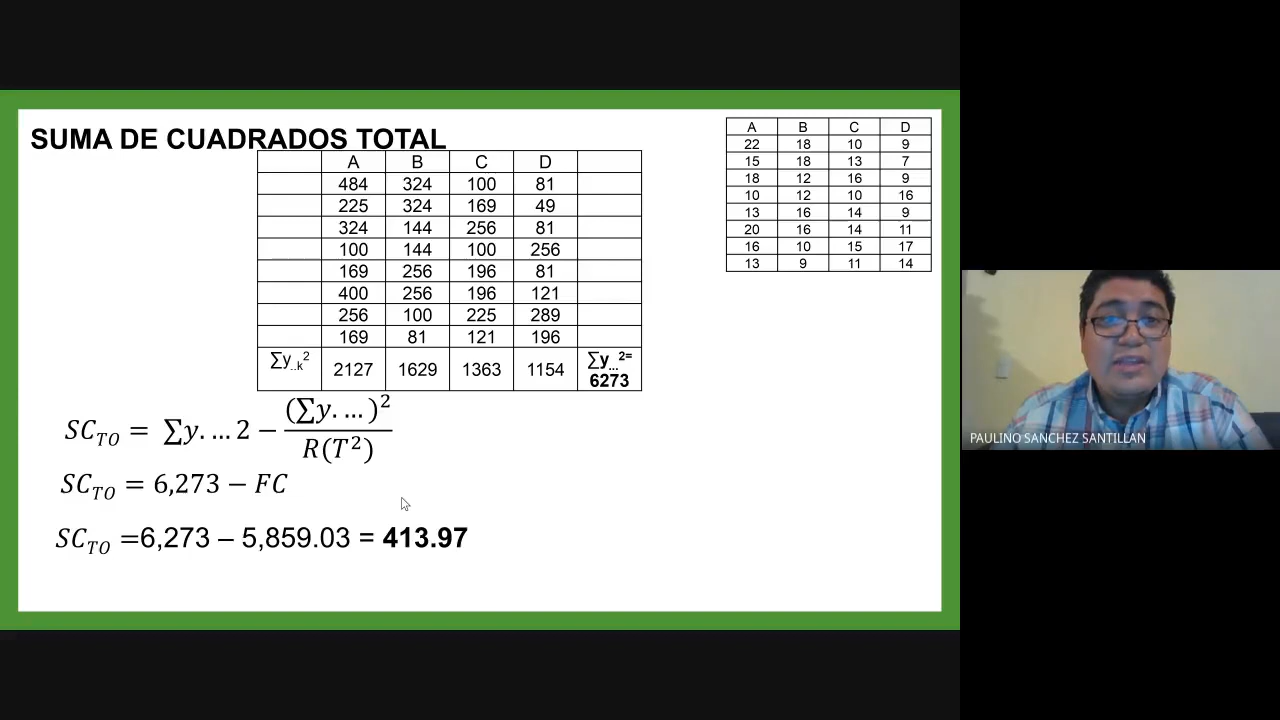 SUMA DE CUADRADOS TOTAL
A B C D
484 324 100 81
225 324 169 49
324 144 256 81
100 144 100 256
169 256 196 81
400 256 196 121
256 100 225 289
169 81 121 196
∑y..k² 2127 1629 1363 1154 ∑y...²= 6273
A B C D
22 18 10 9
15 18 13 7
18 12 16 9
10 12 10 16
13 16 14 9
20 16 14 11
16 10 15 17
13 9 11 14
SC_TO = ∑y. … 2 − (∑y. … )² / R(T²)
SC_TO = 6,273 − FC
SC_TO =6,273 – 5,859.03 = 413.97
PAULINO SANCHEZ SANTILLAN